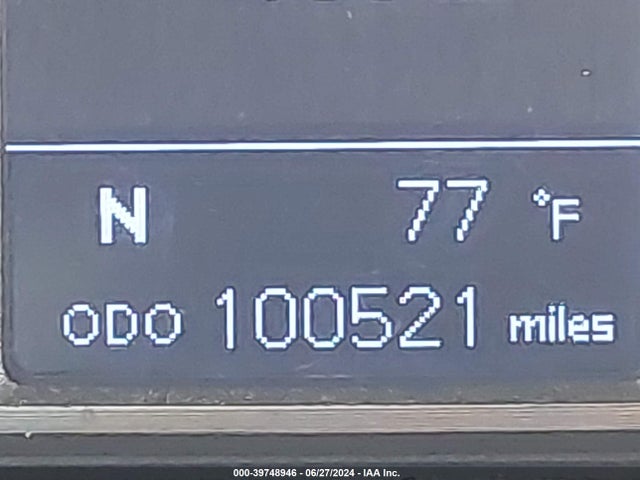 N 77 °F
ODO 100521 miles
000-39748946 - 06/27/2024 - IAA Inc.